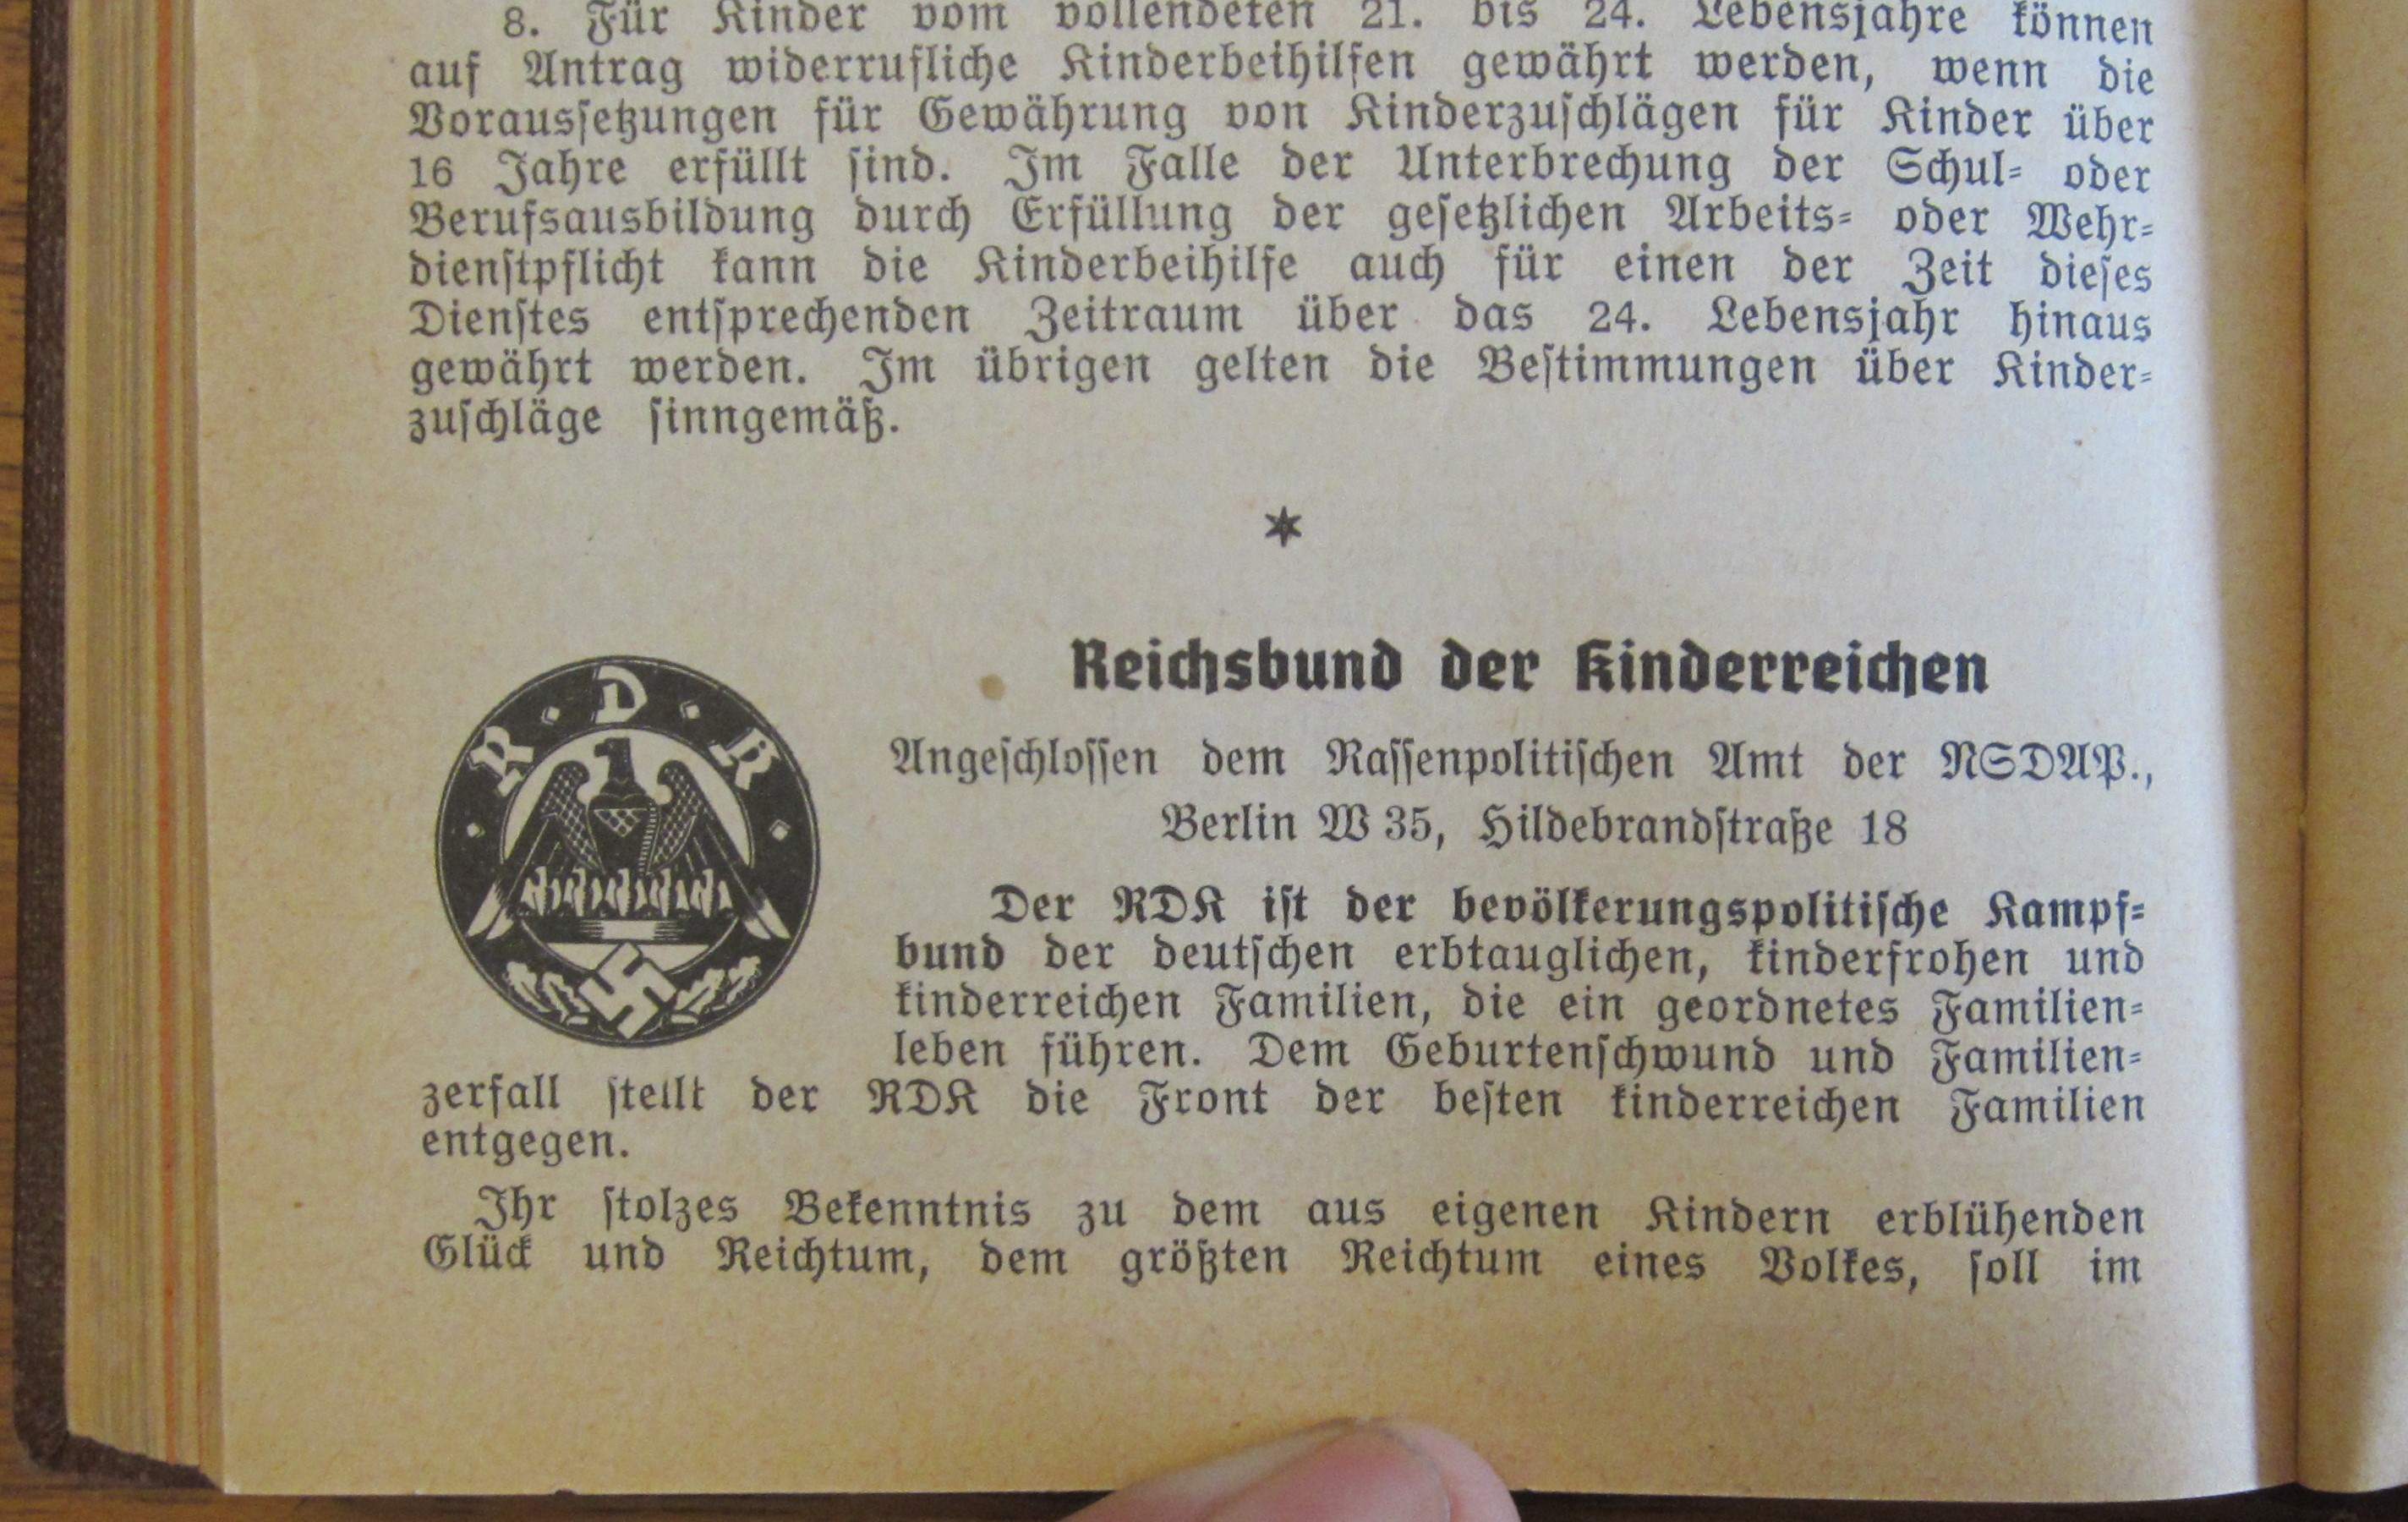 8. Für Kinder vom vollendeten 21. bis 24. Lebensjahre können
auf Antrag widerrufliche Kinderbeihilfen gewährt werden, wenn die
Voraussetzungen für Gewährung von Kinderzuschlägen für Kinder über
16 Jahre erfüllt sind. Im Falle der Unterbrechung der Schul- oder
Berufsausbildung durch Erfüllung der gesetzlichen Arbeits- oder Wehr-
dienstpflicht kann die Kinderbeihilfe auch für einen der Zeit dieses
Dienstes entsprechenden Zeitraum über das 24. Lebensjahr hinaus
gewährt werden. Im übrigen gelten die Bestimmungen über Kinder-
zuschläge sinngemäß.
*
Reichsbund der Kinderreichen
R · D · K
Angeschlossen dem Rassenpolitischen Amt der NSDAP.,
Berlin W 35, Hildebrandstraße 18
Der RDK ist der bevölkerungspolitische Kampf-
bund der deutschen erbtauglichen, kinderfrohen und
kinderreichen Familien, die ein geordnetes Familien-
leben führen. Dem Geburtenschwund und Familien-
zerfall stellt der RDK die Front der besten kinderreichen Familien
entgegen.
Ihr stolzes Bekenntnis zu dem aus eigenen Kindern erblühenden
Glück und Reichtum, dem größten Reichtum eines Volkes, soll im